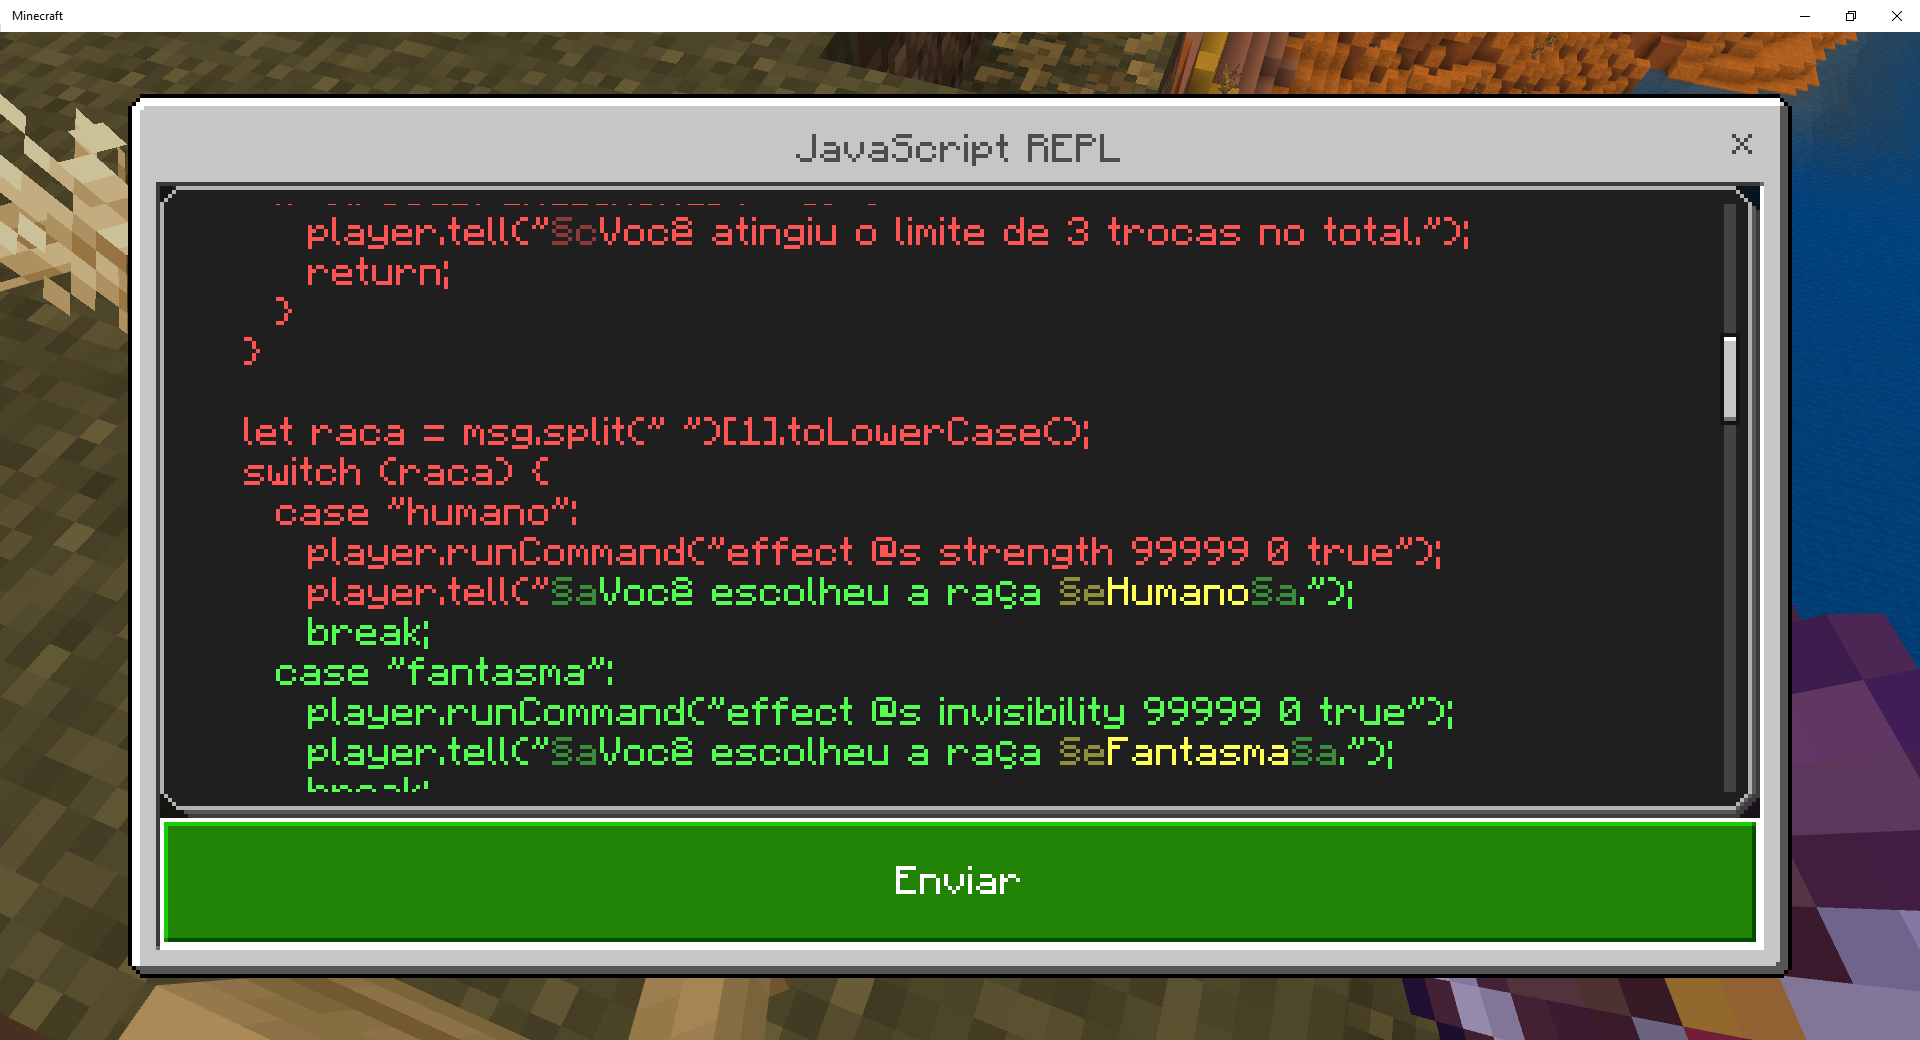 Minecraft
JavaScript REPL
player.tell("§cVocê atingiu o limite de 3 trocas no total.");
return;
}
}
let raca = msg.split(" ")[1].toLowerCase();
switch (raca) {
case "humano":
player.runCommand("effect @s strength 99999 0 true");
player.tell("§aVocê escolheu a raça §eHumano§a.");
break;
case "fantasma":
player.runCommand("effect @s invisibility 99999 0 true");
player.tell("§aVocê escolheu a raça §eFantasma§a.");
break;
Enviar